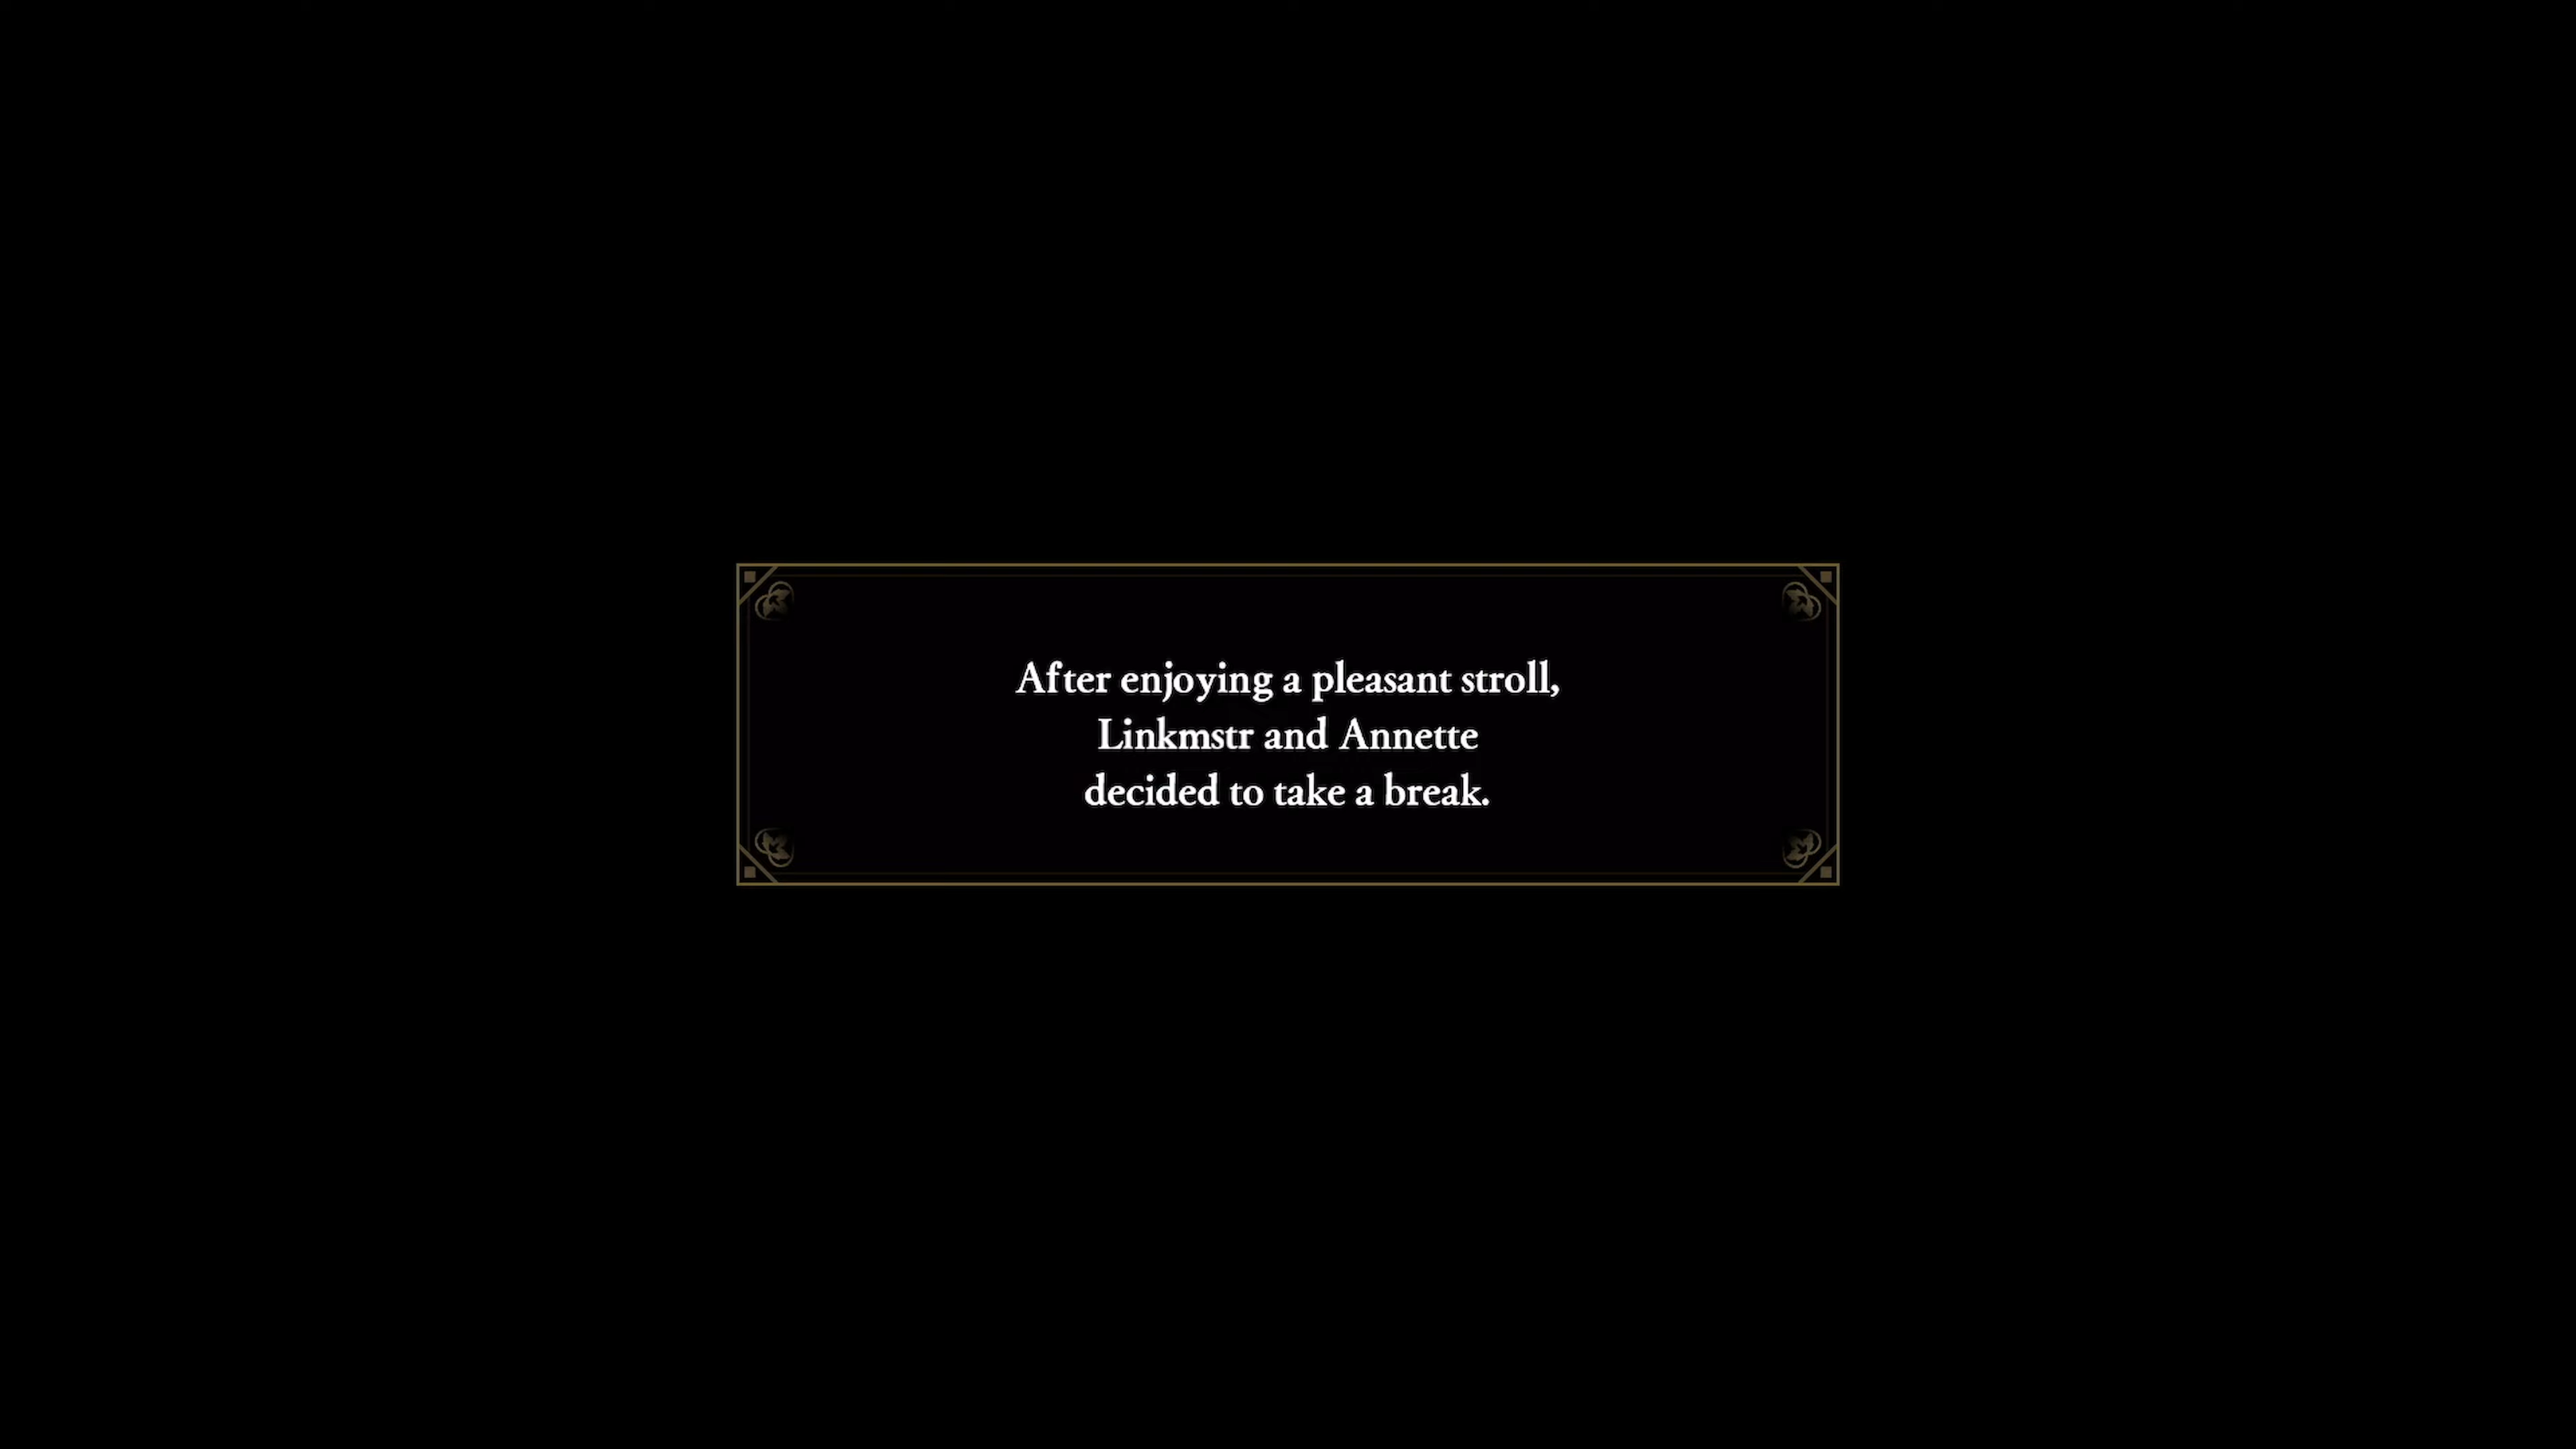 After enjoying a pleasant stroll,
Linkmstr and Annette
decided to take a break.